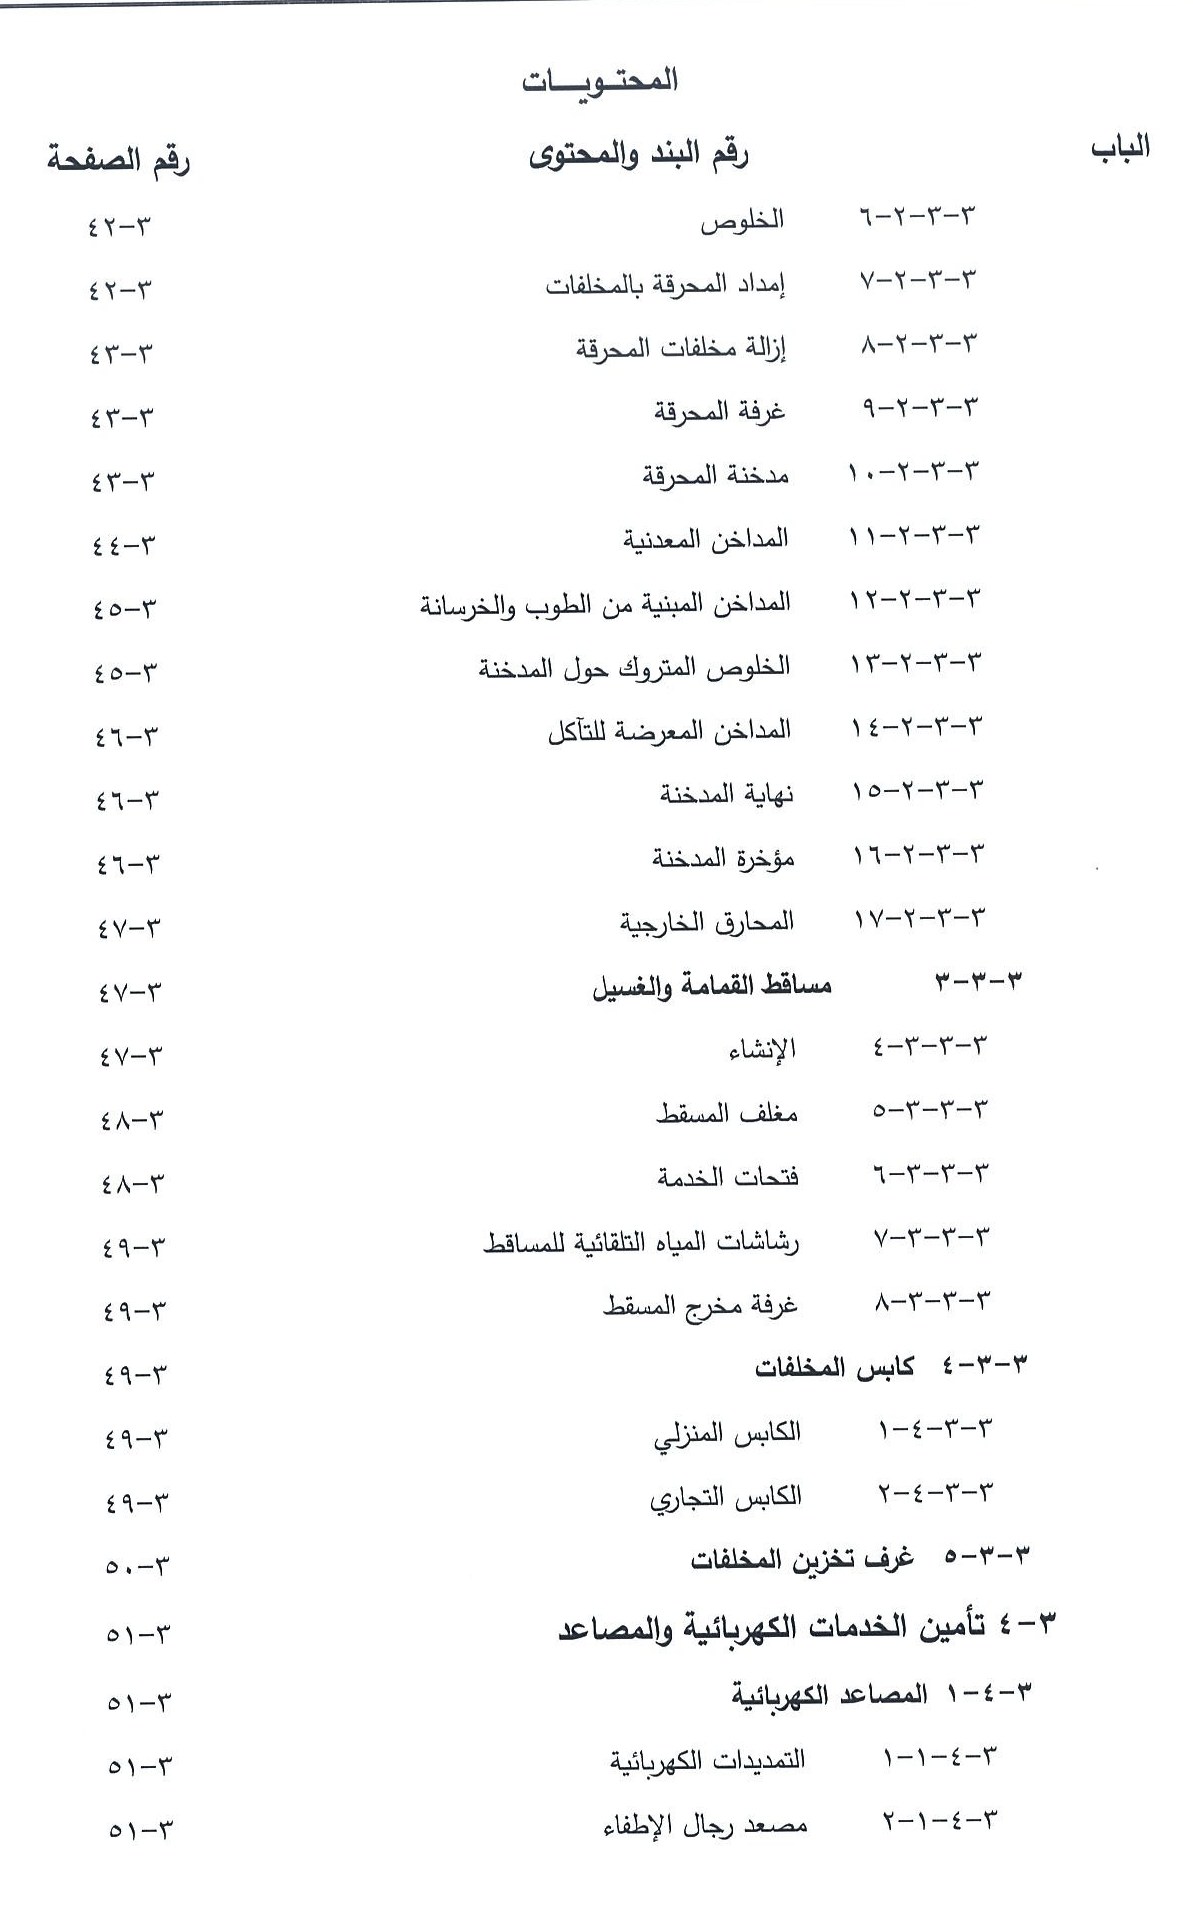 المحتويات
الباب رقم البند والمحتوى رقم الصفحة
٣-٣-٢-٦ الخلوص ٣-٤٢
٣-٣-٢-٧ إمداد المحرقة بالمخلفات ٣-٤٢
٣-٣-٢-٨ إزالة مخلفات المحرقة ٣-٤٣
٣-٣-٢-٩ غرفة المحرقة ٣-٤٣
٣-٣-٢-١٠ مدخنة المحرقة ٣-٤٣
٣-٣-٢-١١ المداخن المعدنية ٣-٤٤
٣-٣-٢-١٢ المداخن المبنية من الطوب والخرسانة ٣-٤٥
٣-٣-٢-١٣ الخلوص المتروك حول المدخنة ٣-٤٥
٣-٣-٢-١٤ المداخن المعرضة للتآكل ٣-٤٦
٣-٣-٢-١٥ نهاية المدخنة ٣-٤٦
٣-٣-٢-١٦ مؤخرة المدخنة ٣-٤٦
٣-٣-٢-١٧ المحارق الخارجية ٣-٤٧
٣-٣-٣ مساقط القمامة والغسيل ٣-٤٧
٣-٣-٣-٤ الإنشاء ٣-٤٧
٣-٣-٣-٥ مغلف المسقط ٣-٤٨
٣-٣-٣-٦ فتحات الخدمة ٣-٤٨
٣-٣-٣-٧ رشاشات المياه التلقائية للمساقط ٣-٤٩
٣-٣-٣-٨ غرفة مخرج المسقط ٣-٤٩
٣-٣-٤ كابس المخلفات ٣-٤٩
٣-٣-٤-١ الكابس المنزلي ٣-٤٩
٣-٣-٤-٢ الكابس التجاري ٣-٤٩
٣-٣-٥ غرف تخزين المخلفات ٣-٥٠
٣-٤ تأمين الخدمات الكهربائية والمصاعد ٣-٥١
٣-٤-١ المصاعد الكهربائية ٣-٥١
٣-٤-١-١ التمديدات الكهربائية ٣-٥١
٣-٤-١-٢ مصعد رجال الإطفاء ٣-٥١